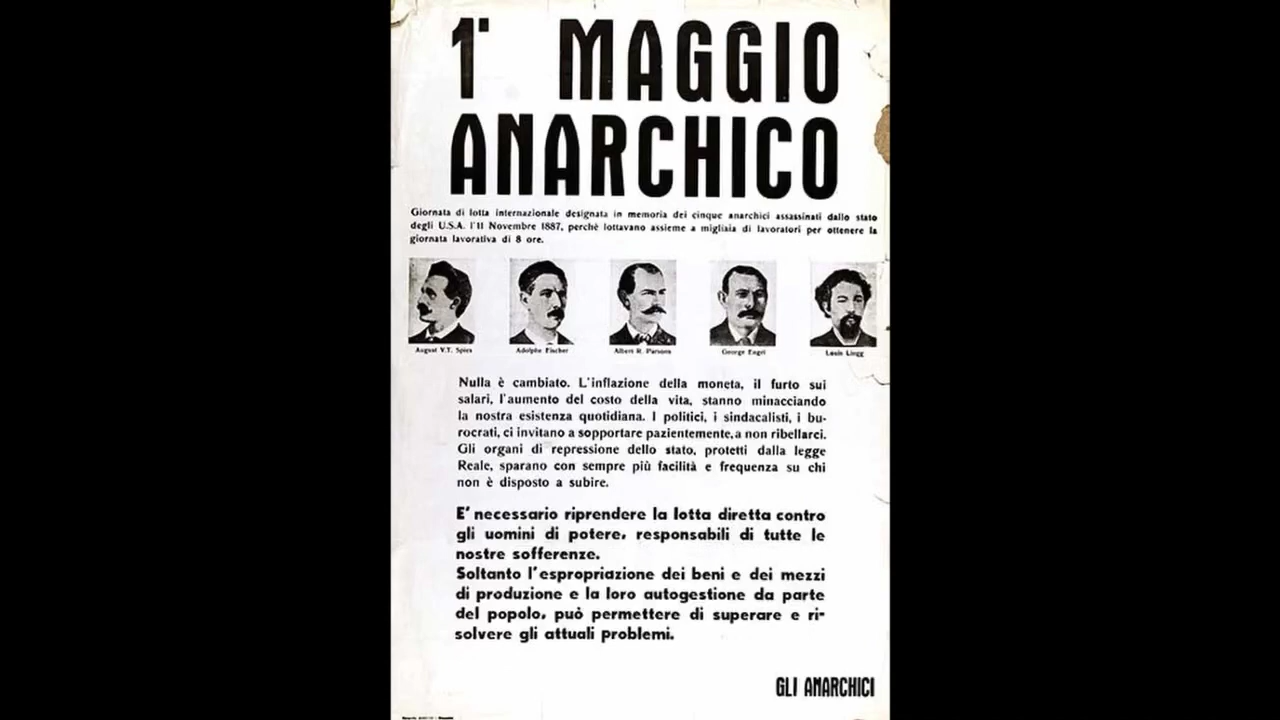 1° MAGGIO
ANARCHICO
Giornata di lotta internazionale designata in memoria dei cinque anarchici assassinati dallo stato
degli U.S.A. l'11 Novembre 1887, perchè lottavano assieme a migliaia di lavoratori per ottenere la
giornata lavorativa di 8 ore.
August V.T. Spies Adolphe Fischer Albert R. Parsons George Engel Louis Lingg
Nulla è cambiato. L'inflazione della moneta, il furto sui
salari, l'aumento del costo della vita, stanno minacciando
la nostra esistenza quotidiana. I politici, i sindacalisti, i bu-
rocrati, ci invitano a sopportare pazientemente, a non ribellarci.
Gli organi di repressione dello stato, protetti dalla legge
Reale, sparano con sempre più facilità e frequenza su chi
non è disposto a subire.
E' necessario riprendere la lotta diretta contro
gli uomini di potere, responsabili di tutte le
nostre sofferenze.
Soltanto l'espropriazione dei beni e dei mezzi
di produzione e la loro autogestione da parte
del popolo, può permettere di superare e ri-
solvere gli attuali problemi.
GLI ANARCHICI